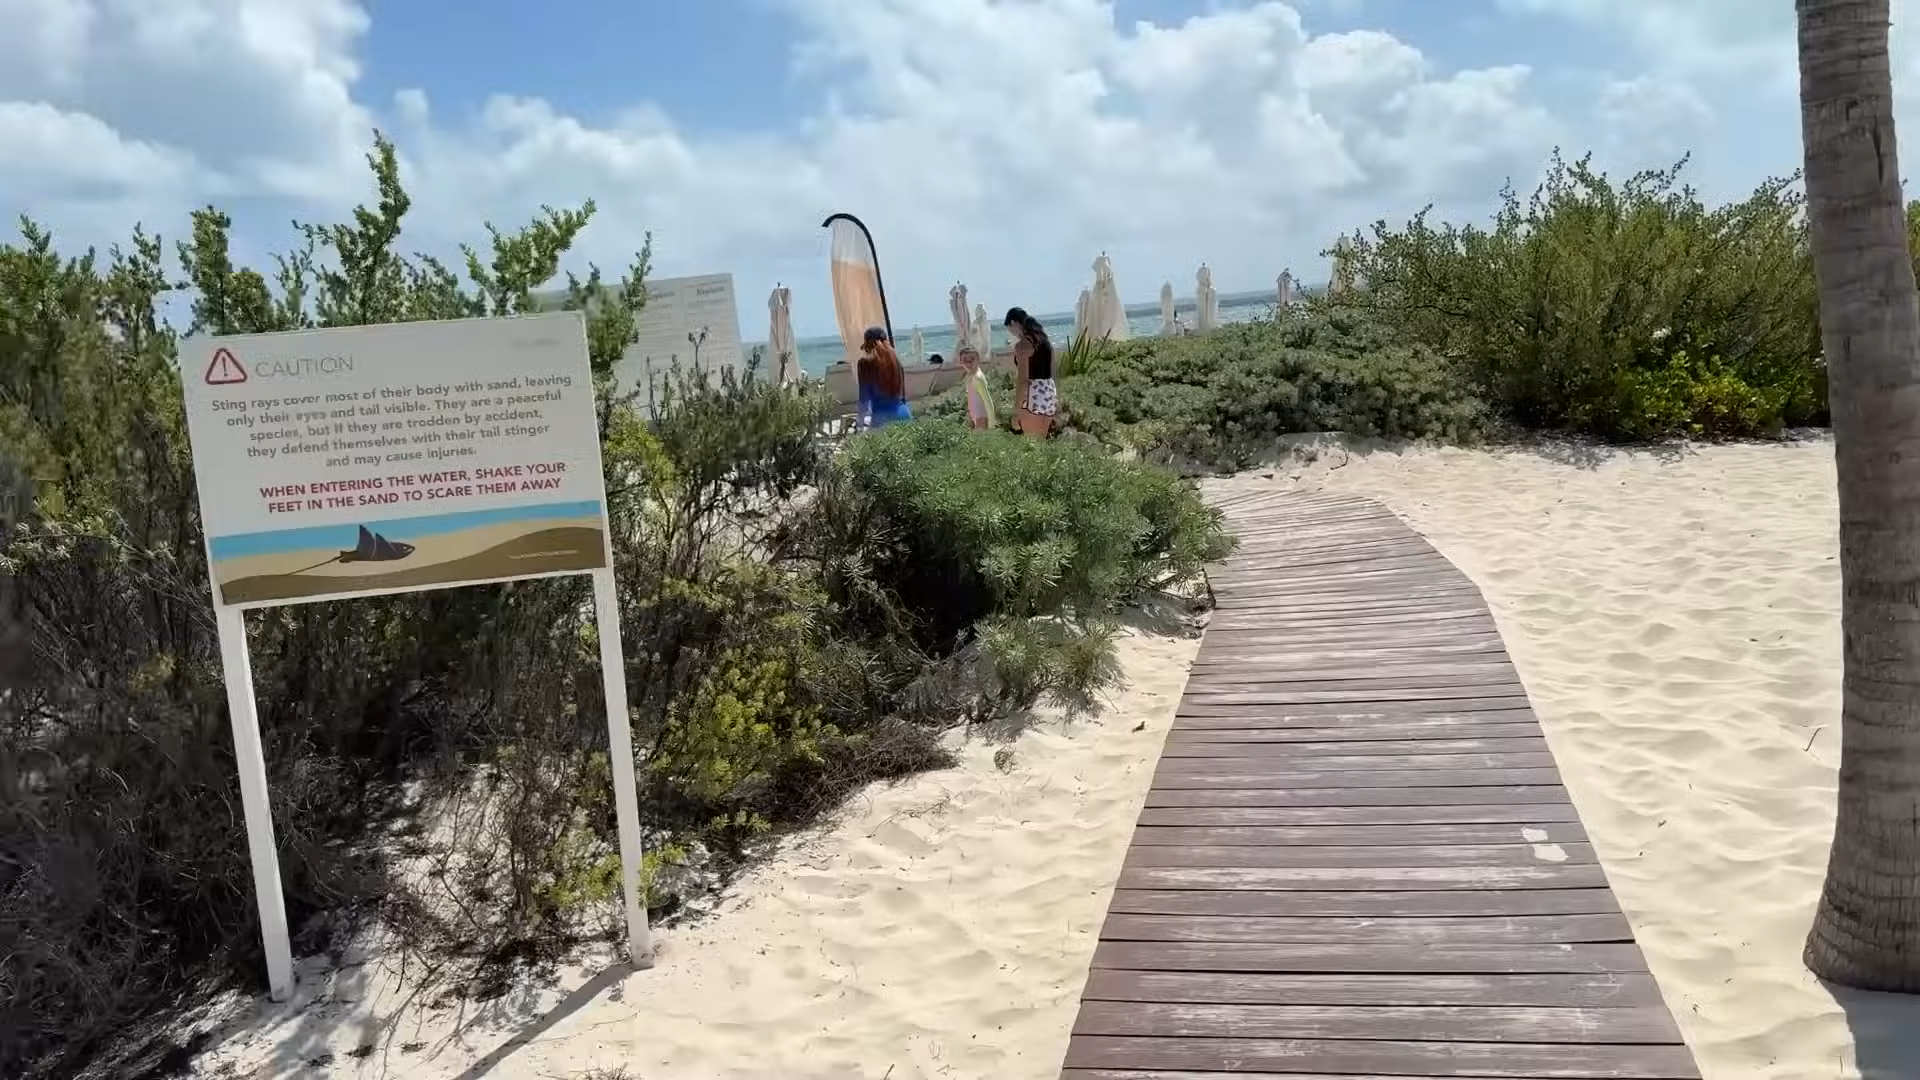 CAUTION
Sting rays cover most of their body with sand, leaving
only their eyes and tail visible. They are a peaceful
species, but if they are trodden by accident,
they defend themselves with their tail stinger
and may cause injuries.
WHEN ENTERING THE WATER, SHAKE YOUR
FEET IN THE SAND TO SCARE THEM AWAY